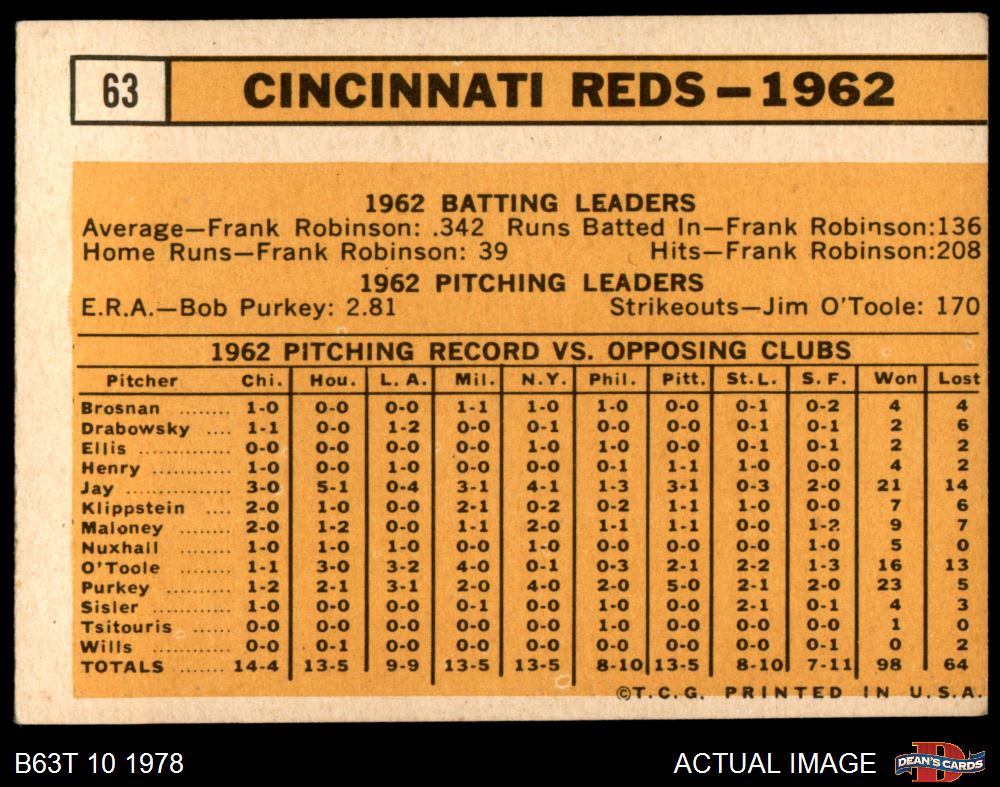 63 CINCINNATI REDS—1962
1962 BATTING LEADERS
Average—Frank Robinson: .342 Runs Batted In—Frank Robinson:136
Home Runs—Frank Robinson: 39 Hits—Frank Robinson:208
1962 PITCHING LEADERS
E.R.A.—Bob Purkey: 2.81 Strikeouts—Jim O'Toole: 170
1962 PITCHING RECORD VS. OPPOSING CLUBS
Pitcher Chi. Hou. L. A. Mil. N.Y. Phil. Pitt. St.L. S. F. Won Lost
Brosnan ........ 1-0 0-0 0-0 1-1 1-0 1-0 0-0 0-1 0-2 4 4
Drabowsky .... 1-1 0-0 1-2 0-0 0-1 0-0 0-0 0-1 0-1 2 6
Ellis .............. 0-0 0-0 0-0 0-0 1-0 1-0 0-0 0-1 0-1 2 2
Henry ............ 1-0 0-0 1-0 0-0 0-0 0-1 1-1 1-0 0-0 4 2
Jay ................ 3-0 5-1 0-4 3-1 4-1 1-3 3-1 0-3 2-0 21 14
Klippstein .... 2-0 1-0 0-0 2-1 0-2 0-2 1-1 1-0 0-0 7 6
Maloney ........ 2-0 1-2 0-0 1-1 2-0 1-1 1-1 0-0 1-2 9 7
Nuxhall ........ 1-0 1-0 1-0 0-0 1-0 0-0 0-0 0-0 1-0 5 0
O'Toole ........ 1-1 3-0 3-2 4-0 0-1 0-3 2-1 2-2 1-3 16 13
Purkey .......... 1-2 2-1 3-1 2-0 4-0 2-0 5-0 2-1 2-0 23 5
Sisler ............ 1-0 0-0 0-0 0-1 0-0 1-0 0-0 2-1 0-1 4 3
Tsitouris ...... 0-0 0-0 0-0 0-0 0-0 1-0 0-0 0-0 0-0 1 0
Wills ............ 0-0 0-1 0-0 0-0 0-0 0-0 0-0 0-0 0-1 0 2
TOTALS ...... 14-4 13-5 9-9 13-5 13-5 8-10 13-5 8-10 7-11 98 64
©T.C.G. PRINTED IN U.S.A.
B63T 10 1978 ACTUAL IMAGE D DEAN'S CARDS